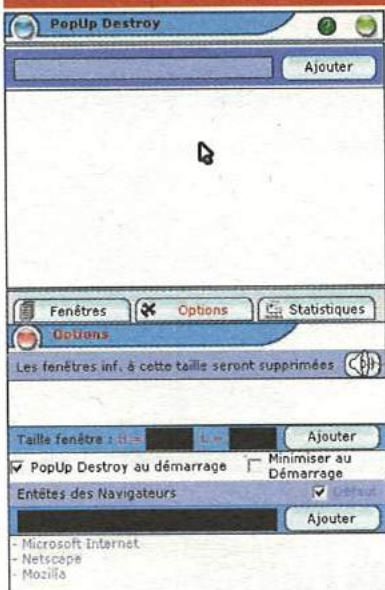 PopUp Destroy
Ajouter
Fenêtres Options Statistiques
Options
Les fenêtres inf. à cette taille seront supprimées
Taille fenêtre : H = L = Ajouter
PopUp Destroy au démarrage Minimiser au
Démarrage
Entêtes des Navigateurs Défaut
Ajouter
- Microsoft Internet
- Netscape
- Mozilla